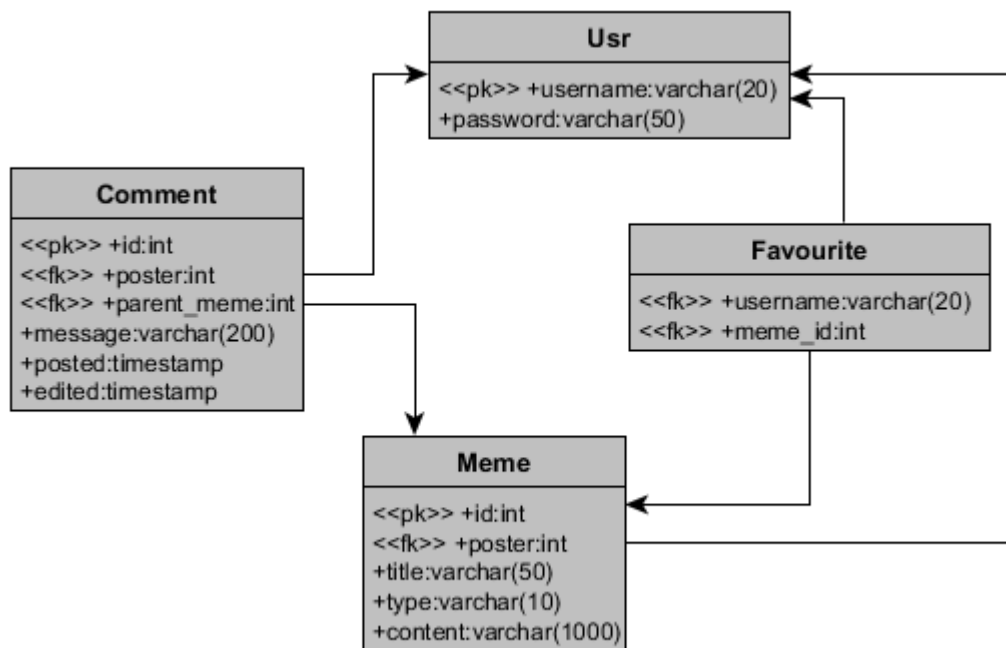 Usr
<<pk>> +username:varchar(20)
+password:varchar(50)
Comment
<<pk>> +id:int
<<fk>> +poster:int
<<fk>> +parent_meme:int
+message:varchar(200)
+posted:timestamp
+edited:timestamp
Favourite
<<fk>> +username:varchar(20)
<<fk>> +meme_id:int
Meme
<<pk>> +id:int
<<fk>> +poster:int
+title:varchar(50)
+type:varchar(10)
+content:varchar(1000)